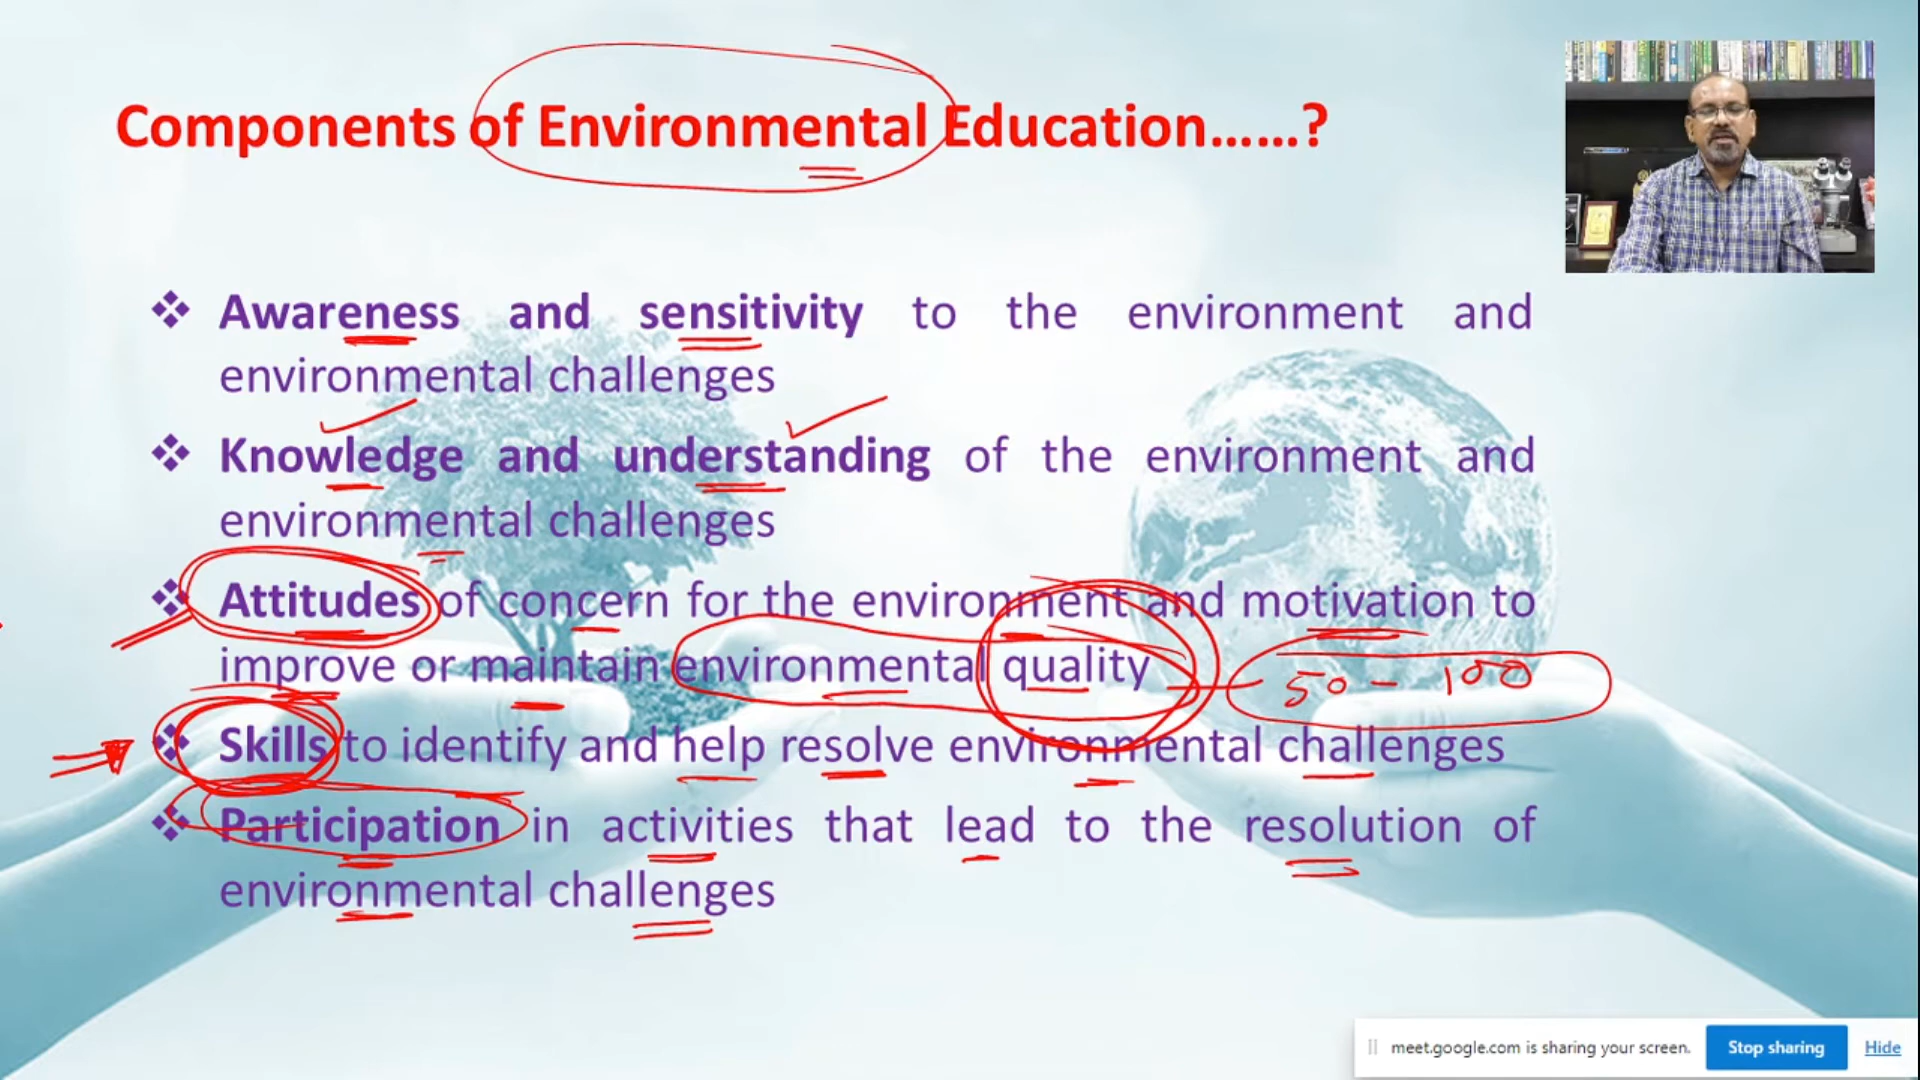 Components of Environmental Education......?
❖ Awareness and sensitivity to the environment and
environmental challenges
❖ Knowledge and understanding of the environment and
environmental challenges
❖ Attitudes of concern for the environment and motivation to
improve or maintain environmental quality
50 - 100
❖ Skills to identify and help resolve environmental challenges
❖ Participation in activities that lead to the resolution of
environmental challenges
meet.google.com is sharing your screen. Stop sharing Hide